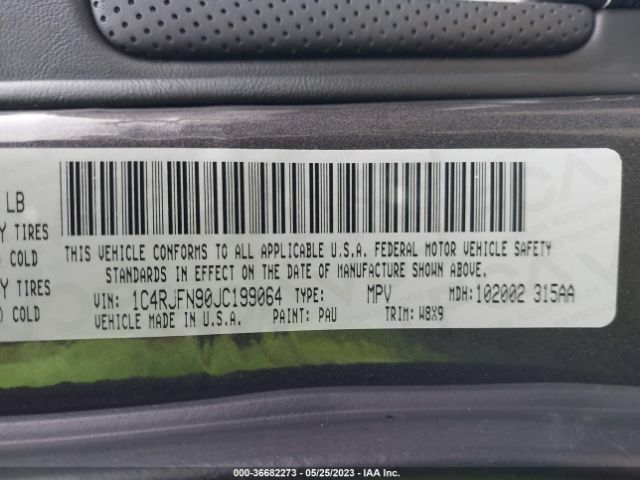 LB
TIRES
COLD
TIRES
) COLD
THIS VEHICLE CONFORMS TO ALL APPLICABLE U.S.A. FEDERAL MOTOR VEHICLE SAFETY
STANDARDS IN EFFECT ON THE DATE OF MANUFACTURE SHOWN ABOVE.
VIN: 1C4RJFN90JC199064 TYPE: MPV MDH: 102002 315AA
VEHICLE MADE IN U.S.A. PAINT: PAU TRIM: W8X9
000-36682273 - 05/25/2023 - IAA Inc.